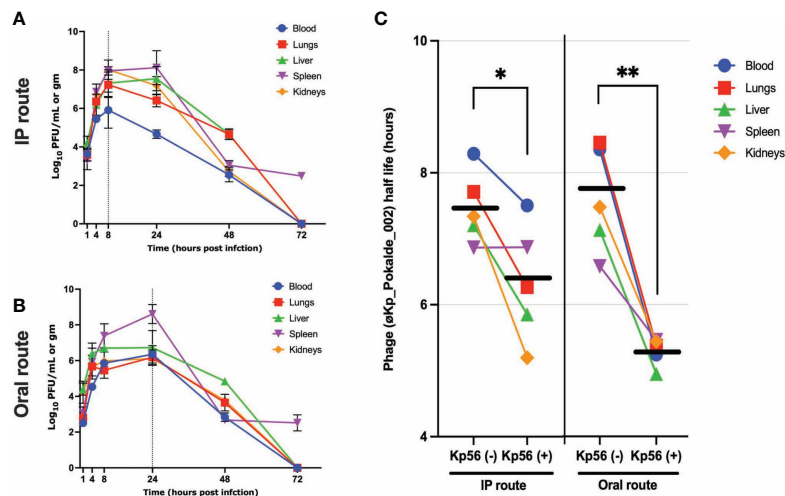 A
IP route
Log10 PFU/mL or gm
10
8
6
4
2
0
1 4 8 24 48 72
Time (hours post infction)
Blood
Lungs
Liver
Spleen
Kidneys
B
Oral route
Log10 PFU/mL or gm
10
8
6
4
2
0
1 4 8 24 48 72
Time (hours post infction)
Blood
Lungs
Liver
Spleen
Kidneys
C
Phage (øKp_Pokalde_002) half life (hours)
10
8
6
4
*
**
Kp56 (-) Kp56 (+) Kp56 (-) Kp56 (+)
IP route Oral route
Blood
Lungs
Liver
Spleen
Kidneys